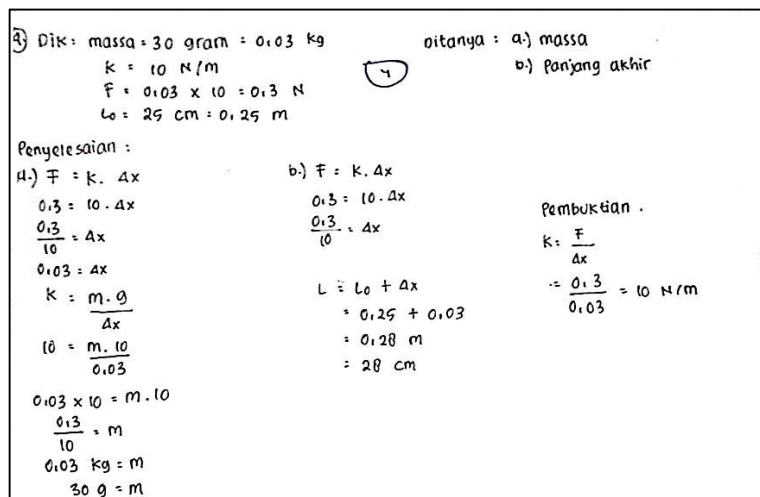 9.) Dik : massa = 30 gram = 0,03 kg
K = 10 N/m
F = 0,03 x 10 = 0,3 N
Lo = 25 cm = 0,25 m
4
Ditanya : a.) massa
b.) Panjang akhir
Penyelesaian :
A.) F = K. Δx
0,3 = 10. Δx
0,3/10 = Δx
0,03 = Δx
K = m.g/Δx
10 = m.10/0,03
0,03 x 10 = m.10
0,3/10 = m
0,03 kg = m
30 g = m
b.) F = K. Δx
0,3 = 10. Δx
0,3/10 = Δx
L = Lo + Δx
= 0,25 + 0,03
= 0,28 m
= 28 cm
Pembuktian .
K = F/Δx
= 0,3/0,03 = 10 N/m